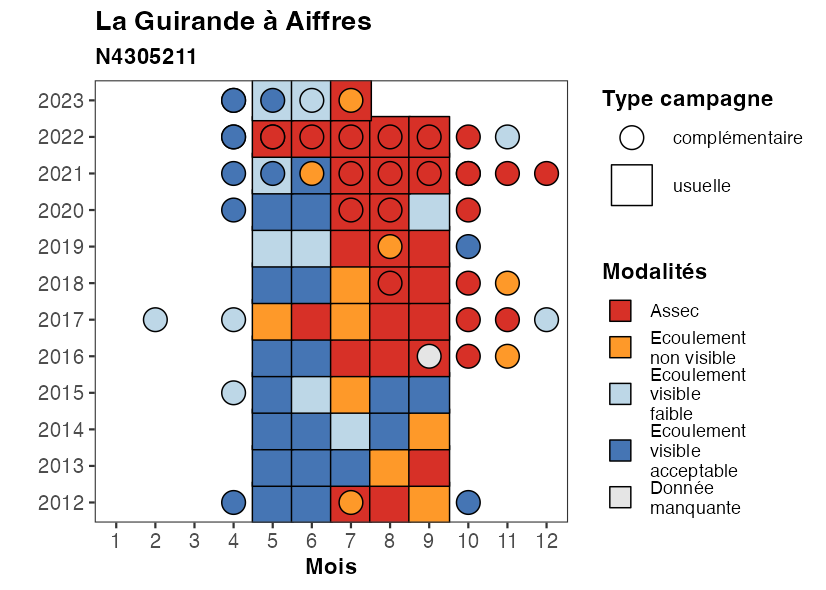 La Guirande à Aiffres
N4305211
2023
2022
2021
2020
2019
2018
2017
2016
2015
2014
2013
2012
1 2 3 4 5 6 7 8 9 10 11 12
Mois
Type campagne
complémentaire
usuelle
Modalités
Assec
Ecoulement
non visible
Ecoulement
visible
faible
Ecoulement
visible
acceptable
Donnée
manquante